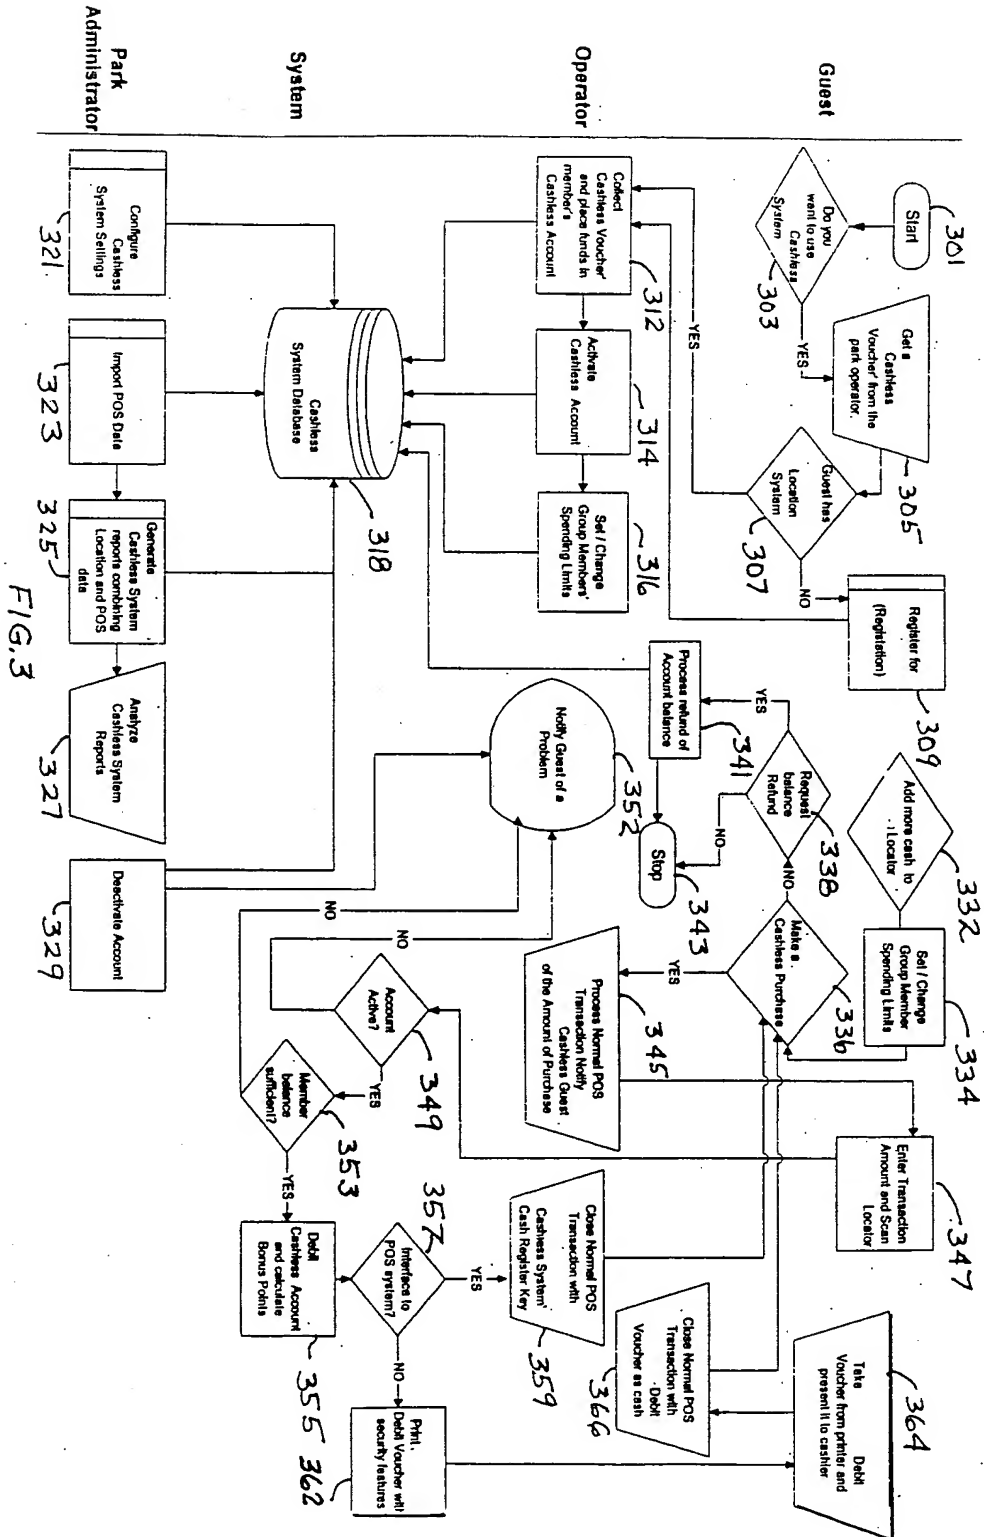 Guest
Operator
System
Park
Administrator
Start
301
Do you
want to use
Cashless
System
303
YES
Get a
Cashless
Voucher' from the
park operator.
305
Guest has
Location
System
307
YES
NO
Register for
(Registation)
309
Add more cash to
: Locator
332
Set / Change
Group Member
Spending Limits
334
Make a
Cashless Purchase
336
NO
YES
Request
balance
Refund
338
YES
NO
Enter Transaction
Amount and Scan
Locator
347
Take Debit
Voucher from printer and
present it to cashier
364
Collect
Cashless Voucher'
and place funds in
member's
Cashless Account
312
Activate
Cashless Account
314
Set / Change
Group Members'
Spending Limits
316
Process refund of
Account balance
341
Stop
343
Process Normal POS
Transaction Notify
Cashless Guest
of the Amount of Purchase
345
Close Normal POS
Transaction with
Cashless System'
Cash Register Key
359
Close Normal POS
Transaction with
Debit
Voucher as cash
366
Cashless
System Database
318
Notify Guest of a
Problem
352
NO
NO
Account
Active?
349
YES
Member
balance
sufficient?
353
YES
Debit
Cashless Account
and calculate
Bonus Points
355
Interface to
POS system?
357
YES
NO
Print.
Debit Voucher with
security features
362
Configure
Cashless
System Settings
321.
Import POS Data
323
Generate
Cashless System
reports combining
Location and POS
data
325
Analyze
Cashless System
Reports
327
Deactivate Account
329
FIG.3